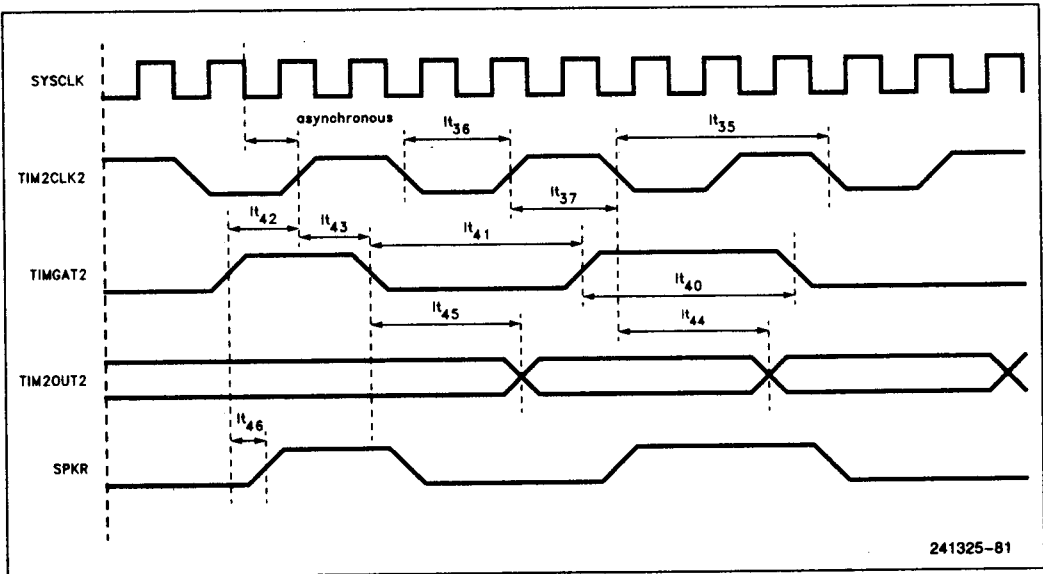 SYSCLK
asynchronous
It36
It35
TIM2CLK2
It37
It42
It43
It41
TIMGAT2
It40
It45
It44
TIM2OUT2
It46
SPKR
241325-81